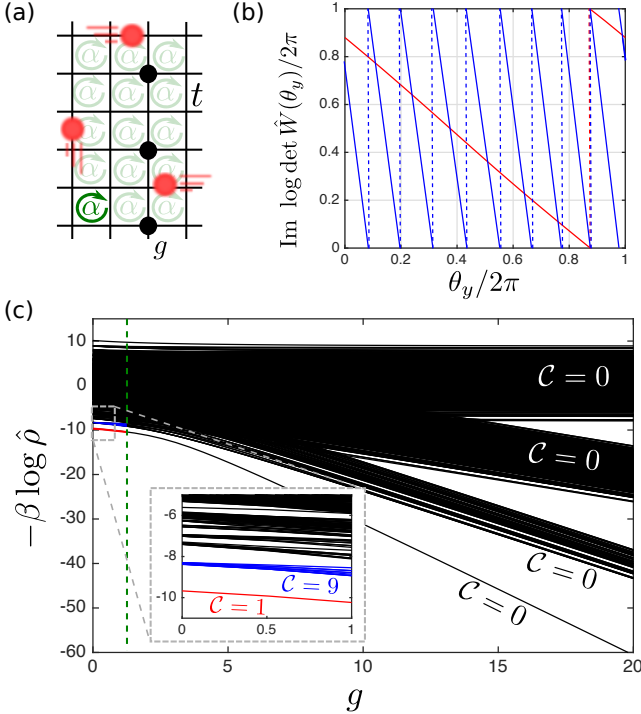 (a)
α α α
α α α
t
α α α
α α α
α α α
g
(b)
Im log det Ŵ(θ_y)/2π
1
0.8
0.6
0.4
0.2
0
0 0.2 0.4 0.6 0.8 1
θ_y/2π
(c)
−β log ρ̂
10
0
-10
-20
-30
-40
-50
-60
C = 0
C = 0
C = 0
C = 0
-6
-8
-10
C = 9
C = 1
0 0.5 1
0 5 10 15 20
g